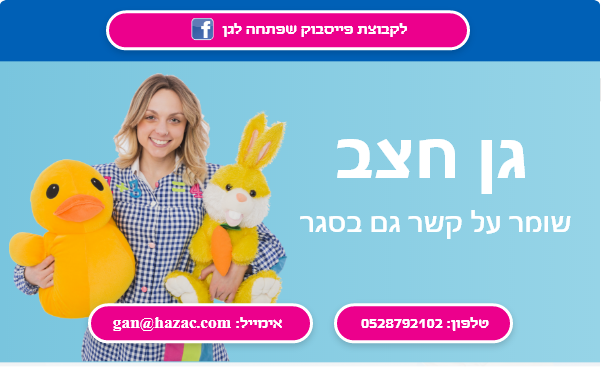 לקבוצת פייסבוק שפתחה לגן
גן חצב
שומר על קשר גם בסגר
טלפון: 0528792102
אימייל: gan@hazac.com